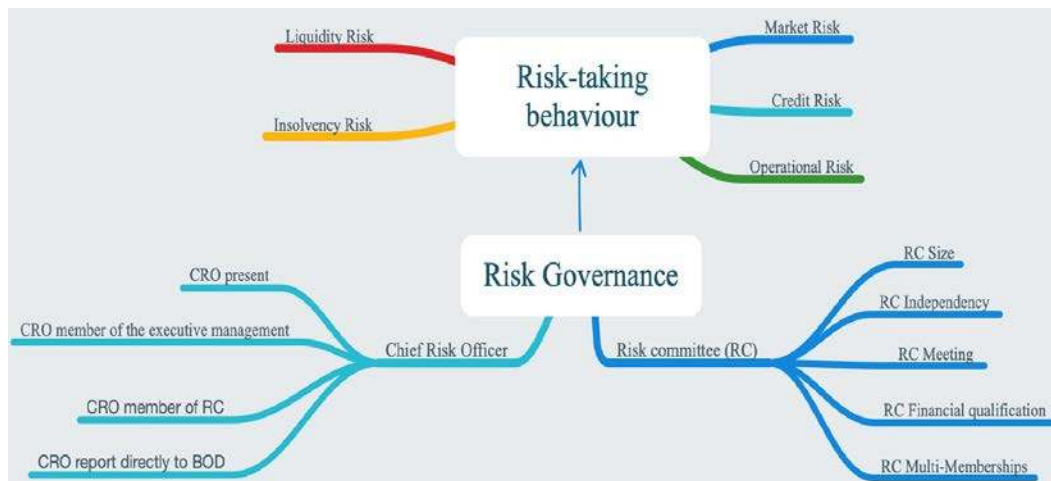 Liquidity Risk
Insolvency Risk
Risk-taking
behaviour
Market Risk
Credit Risk
Operational Risk
Risk Governance
CRO present
CRO member of the executive management
CRO member of RC
CRO report directly to BOD
Chief Risk Officer
Risk committee (RC)
RC Size
RC Independency
RC Meeting
RC Financial qualification
RC Multi-Memberships